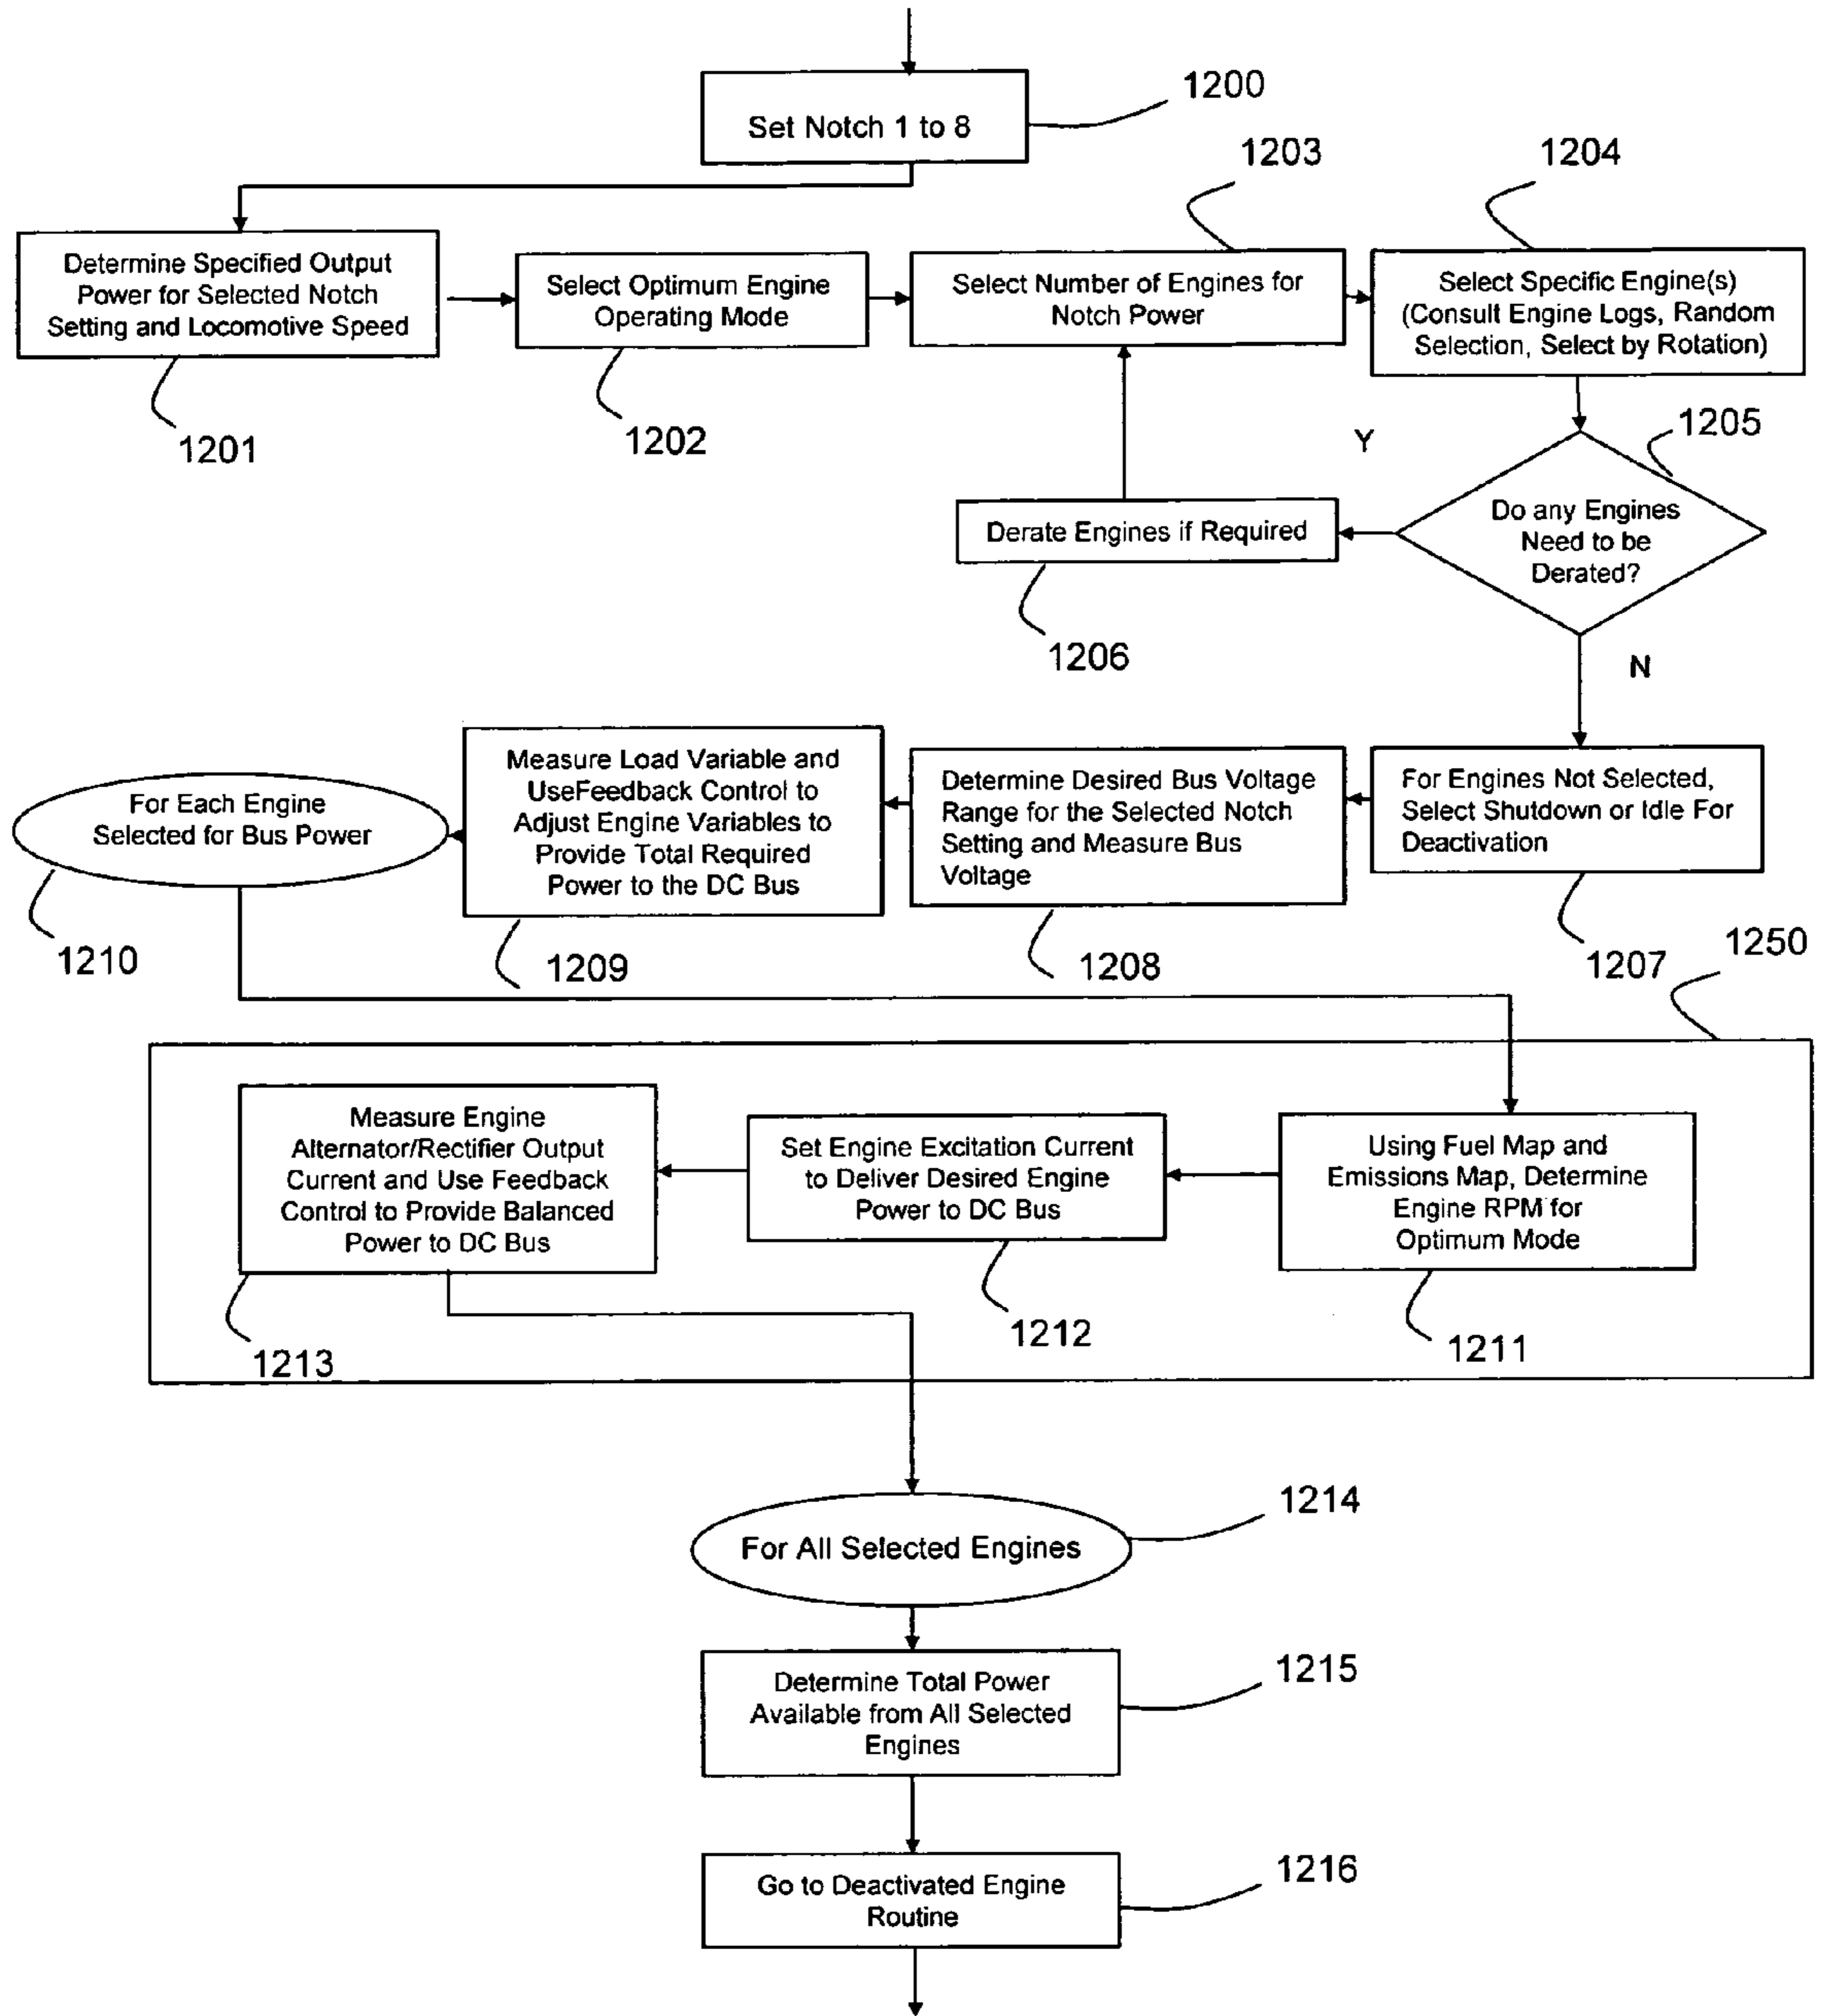 1200
Set Notch 1 to 8
1203
1204
Determine Specified Output
Power for Selected Notch
Setting and Locomotive Speed
Select Optimum Engine
Operating Mode
Select Number of Engines for
Notch Power
Select Specific Engine(s)
(Consult Engine Logs, Random
Selection, Select by Rotation)
1201
1202
Y
1205
Derate Engines if Required
Do any Engines
Need to be
Derated?
1206
N
For Each Engine
Selected for Bus Power
Measure Load Variable and
UseFeedback Control to
Adjust Engine Variables to
Provide Total Required
Power to the DC Bus
Determine Desired Bus Voltage
Range for the Selected Notch
Setting and Measure Bus
Voltage
For Engines Not Selected,
Select Shutdown or Idle For
Deactivation
1210
1209
1208
1207
1250
Measure Engine
Alternator/Rectifier Output
Current and Use Feedback
Control to Provide Balanced
Power to DC Bus
Set Engine Excitation Current
to Deliver Desired Engine
Power to DC Bus
Using Fuel Map and
Emissions Map, Determine
Engine RPM for
Optimum Mode
1213
1212
1211
1214
For All Selected Engines
Determine Total Power
Available from All Selected
Engines
1215
Go to Deactivated Engine
Routine
1216